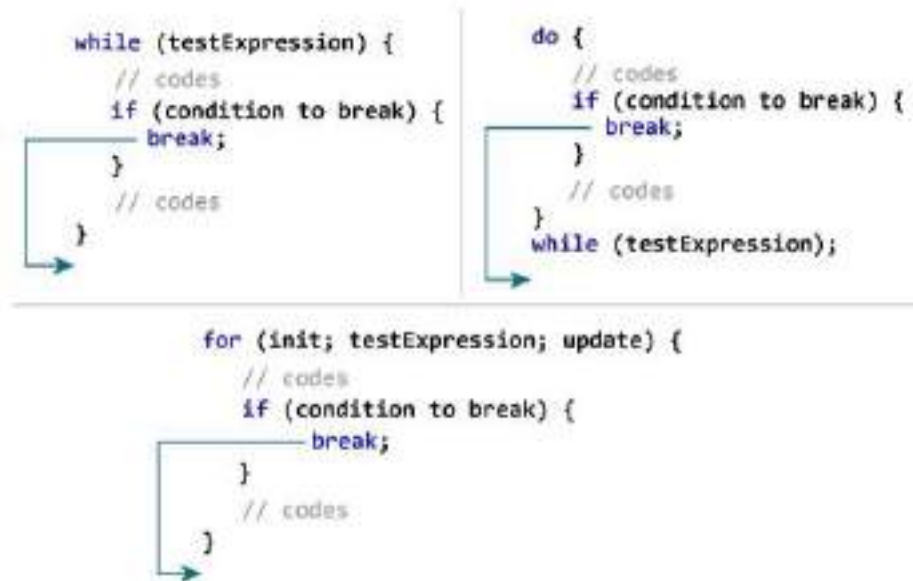 while (testExpression) {
// codes
if (condition to break) {
break;
}
// codes
}
do {
// codes
if (condition to break) {
break;
}
// codes
}
while (testExpression);
for (init; testExpression; update) {
// codes
if (condition to break) {
break;
}
// codes
}